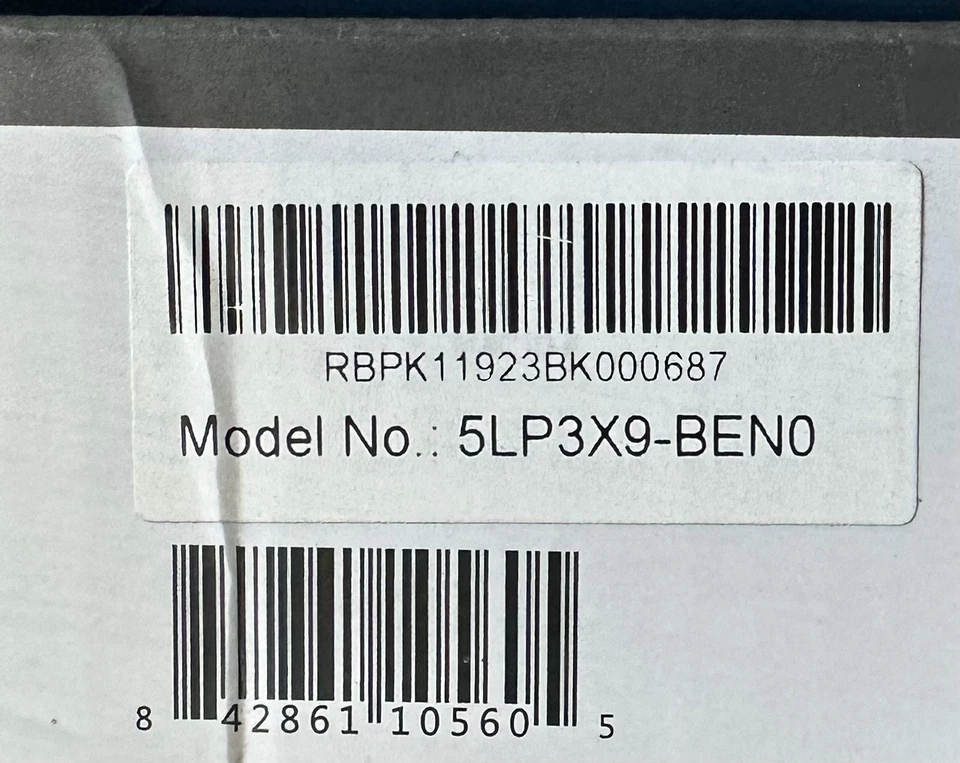 RBPK11923BK000687
Model No.: 5LP3X9-BEN0
8 42861 10560 5